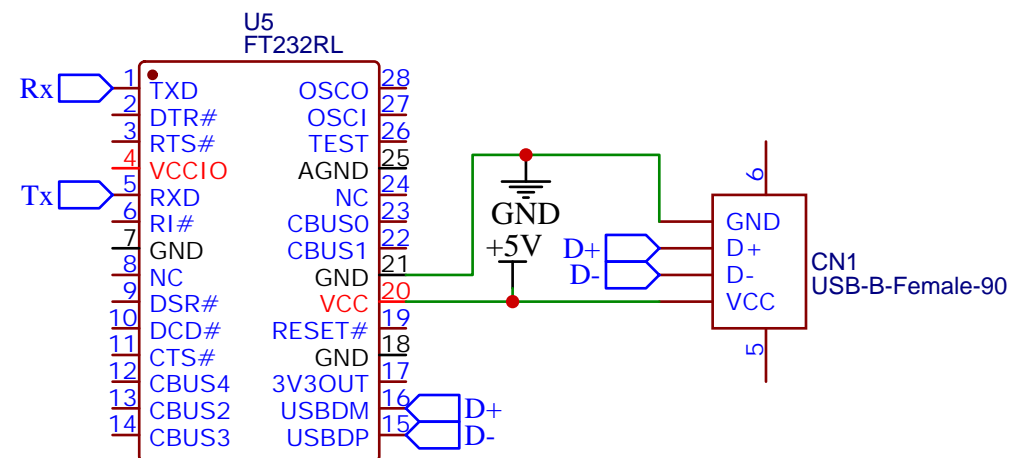 U5
FT232RL
Rx
1 TXD
2 DTR#
3 RTS#
4 VCCIO
Tx
5 RXD
6 RI#
7 GND
8 NC
9 DSR#
10 DCD#
11 CTS#
12 CBUS4
13 CBUS2
14 CBUS3
OSCO 28
OSCI 27
TEST 26
AGND 25
NC 24
CBUS0 23
CBUS1 22
GND 21
VCC 20
RESET# 19
GND 18
3V3OUT 17
USBDM 16 D+
USBDP 15 D-
GND
+5V
D+
D-
6
GND
D+
D-
VCC
5
CN1
USB-B-Female-90